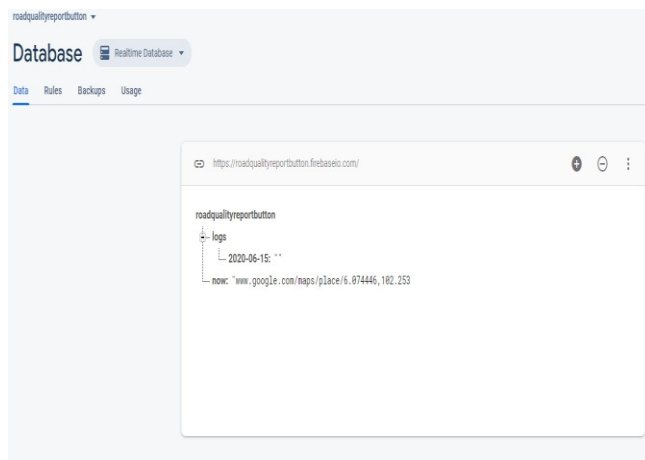 roadqualityreportbutton
Database Realtime Database
Data Rules Backups Usage
https://roadqualityreportbutton.firebaseio.com/
roadqualityreportbutton
logs
2020-06-15: ""
now: "www.google.com/maps/place/6.074446,102.253